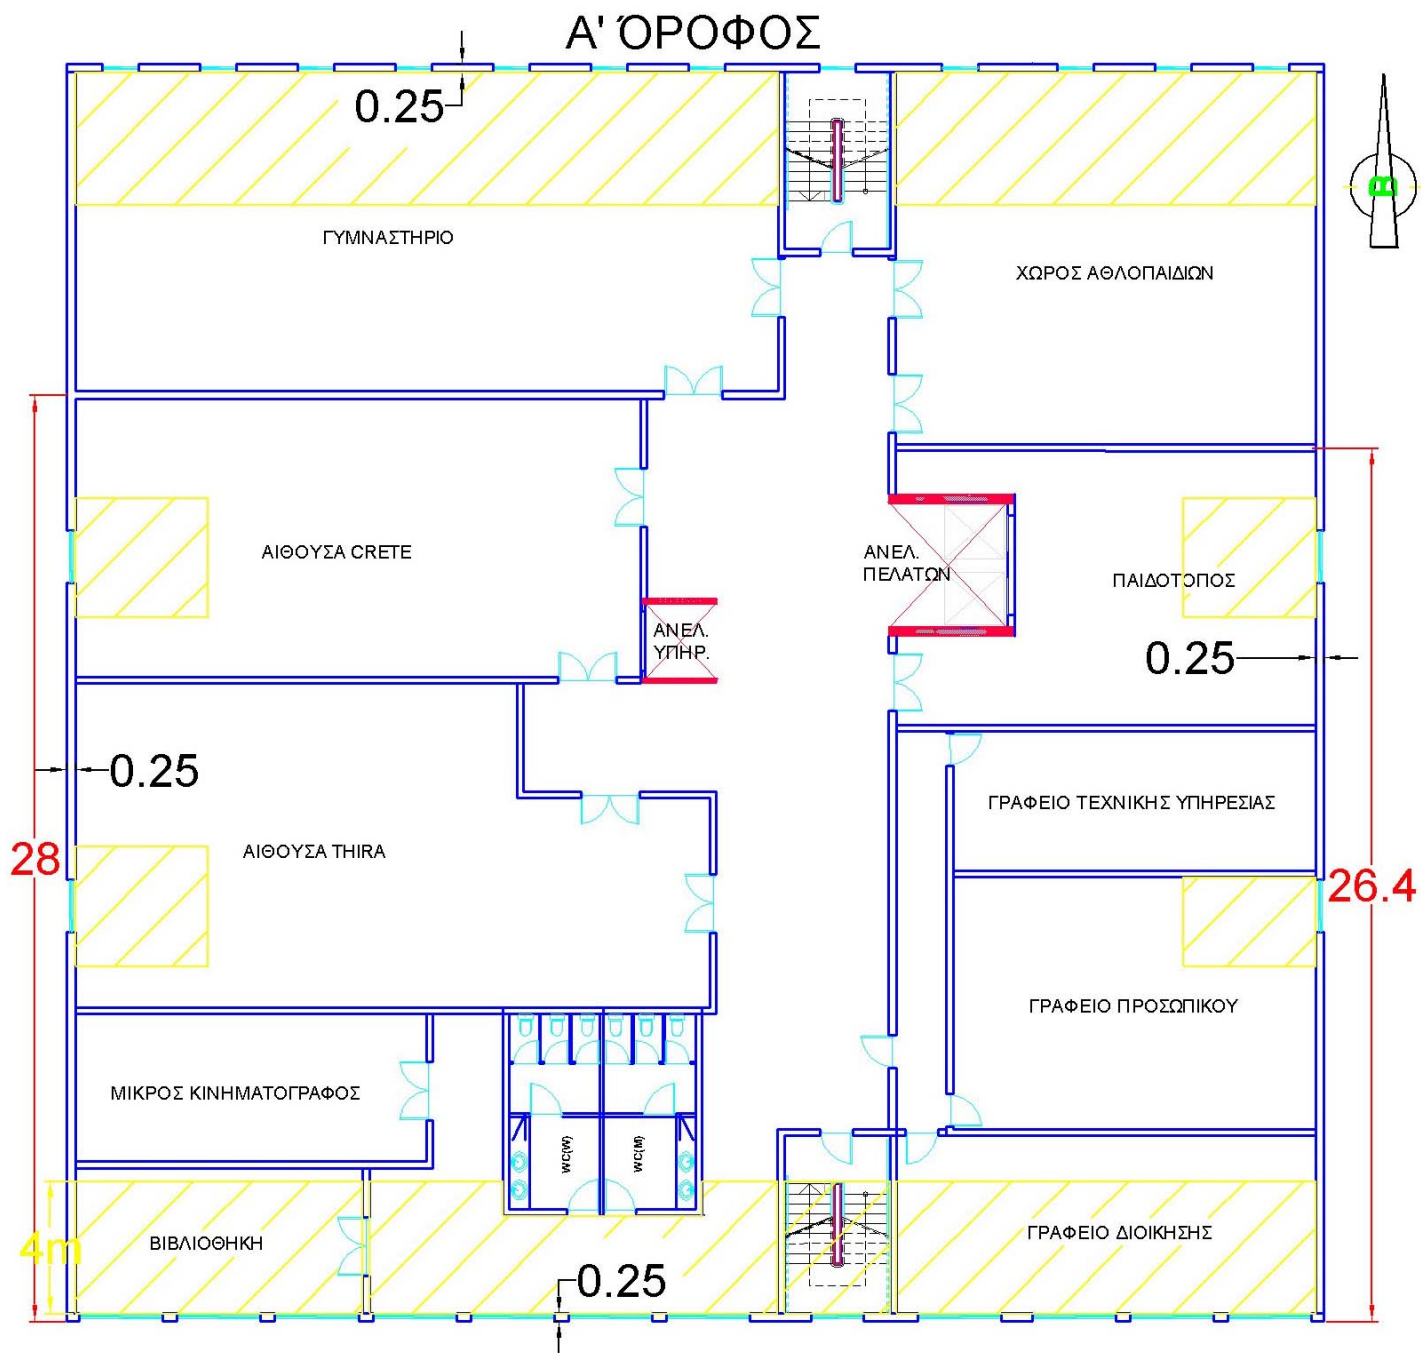 Α' ΌΡΟΦΟΣ
0.25
Β
ΓΥΜΝΑΣΤΗΡΙΟ
ΧΩΡΟΣ ΑΘΛΟΠΑΙΔΙΩΝ
ΑΙΘΟΥΣΑ CRETE
ΑΝΕΛ.
ΠΕΛΑΤΩΝ
ΠΑΙΔΟΤΟΠΟΣ
ΑΝΕΛ.
ΥΠΗΡ.
0.25
0.25
ΓΡΑΦΕΙΟ ΤΕΧΝΙΚΗΣ ΥΠΗΡΕΣΙΑΣ
28
ΑΙΘΟΥΣΑ THIRA
26.4
ΓΡΑΦΕΙΟ ΠΡΟΣΩΠΙΚΟΥ
ΜΙΚΡΟΣ ΚΙΝΗΜΑΤΟΓΡΑΦΟΣ
WC(W)
WC(M)
4m
ΒΙΒΛΙΟΘΗΚΗ
ΓΡΑΦΕΙΟ ΔΙΟΙΚΗΣΗΣ
0.25